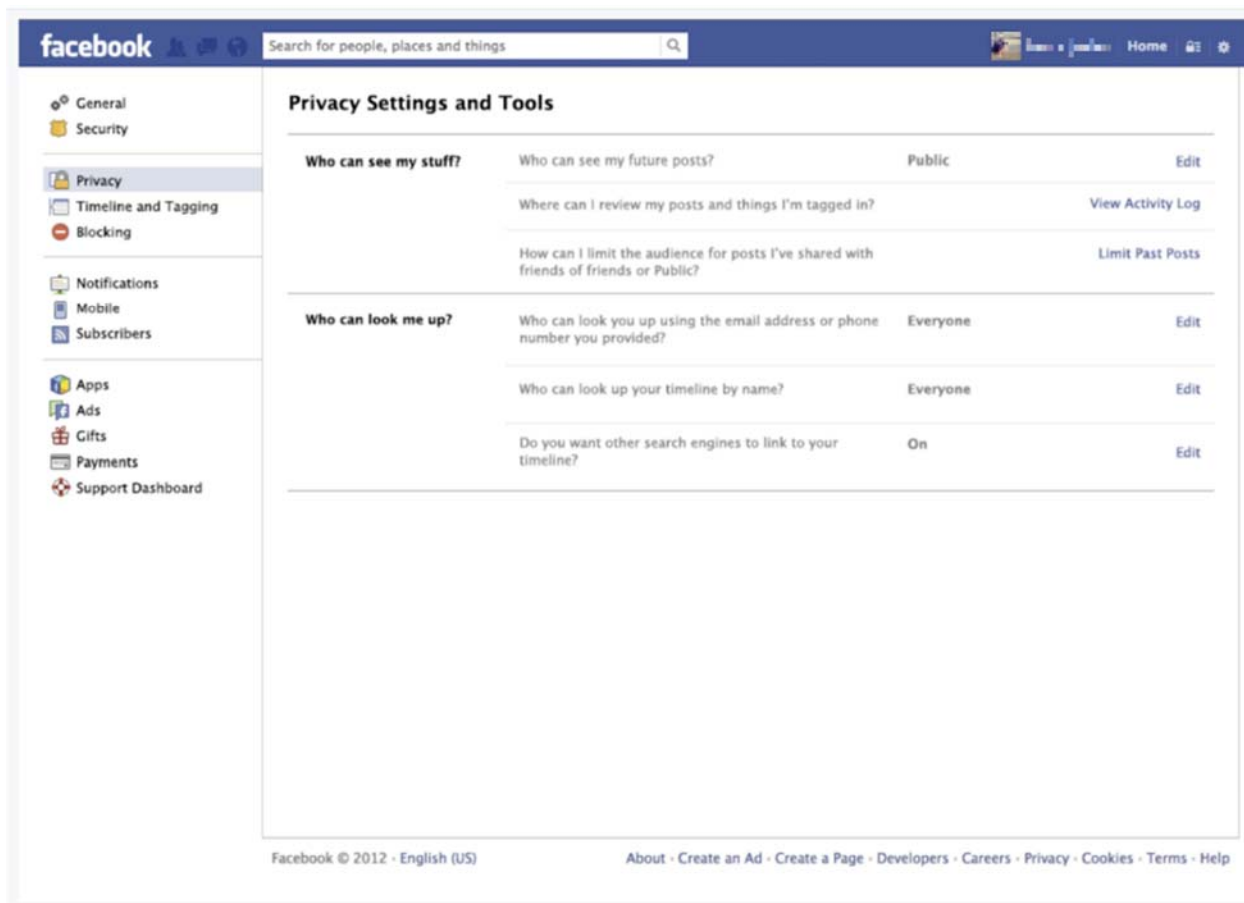 facebook
Search for people, places and things
Home
General
Security
Privacy
Timeline and Tagging
Blocking
Notifications
Mobile
Subscribers
Apps
Ads
Gifts
Payments
Support Dashboard
Privacy Settings and Tools
Who can see my stuff?
Who can see my future posts? Public Edit
Where can I review my posts and things I'm tagged in? View Activity Log
How can I limit the audience for posts I've shared with
friends of friends or Public?
Limit Past Posts
Who can look me up?
Who can look you up using the email address or phone
number you provided?
Everyone Edit
Who can look up your timeline by name? Everyone Edit
Do you want other search engines to link to your
timeline?
On Edit
Facebook © 2012 · English (US)
About · Create an Ad · Create a Page · Developers · Careers · Privacy · Cookies · Terms · Help